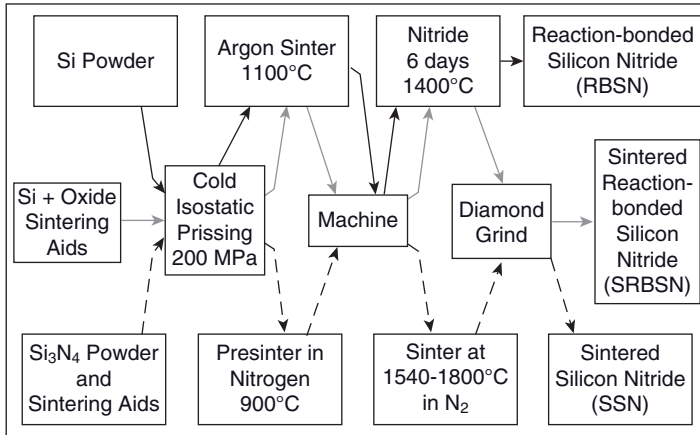 Si Powder
Argon Sinter
1100°C
Nitride
6 days
1400°C
Reaction-bonded
Silicon Nitride
(RBSN)
Si + Oxide
Sintering
Aids
Cold
Isostatic
Prissing
200 MPa
Machine
Diamond
Grind
Sintered
Reaction-
bonded
Silicon
Nitride
(SRBSN)
Si₃N₄ Powder
and
Sintering Aids
Presinter in
Nitrogen
900°C
Sinter at
1540-1800°C
in N₂
Sintered
Silicon Nitride
(SSN)